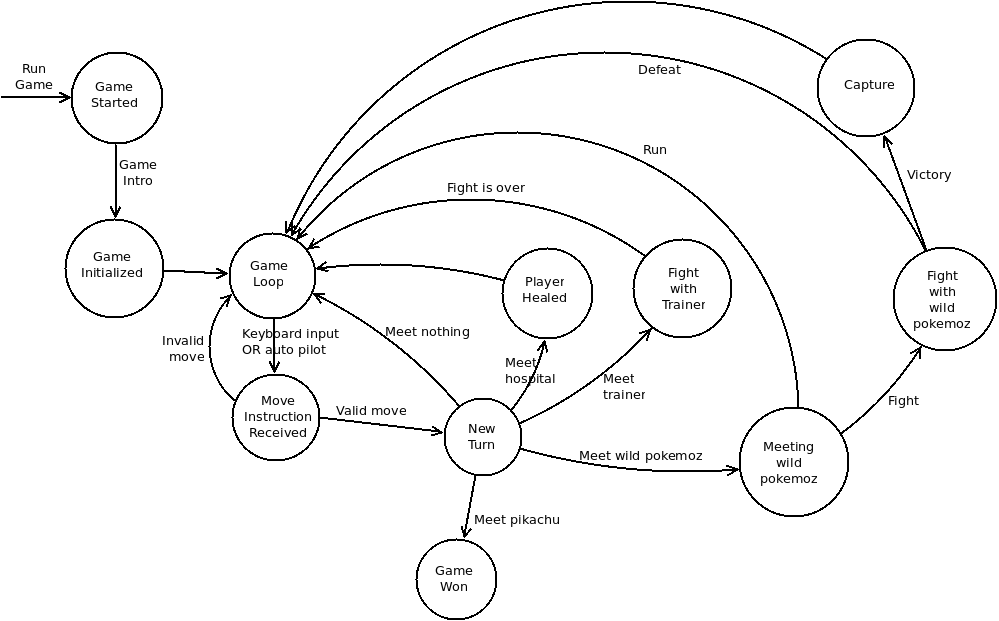 Run
Game
Game
Started
Game
Intro
Game
Initialized
Game
Loop
Invalid
move
Keyboard input
OR auto pilot
Move
Instruction
Received
Valid move
New
Turn
Meet nothing
Meet
hospital
Player
Healed
Meet
trainer
Fight
with
Trainer
Fight is over
Meet wild pokemoz
Meeting
wild
pokemoz
Run
Fight
Fight
with
wild
pokemoz
Defeat
Victory
Capture
Meet pikachu
Game
Won